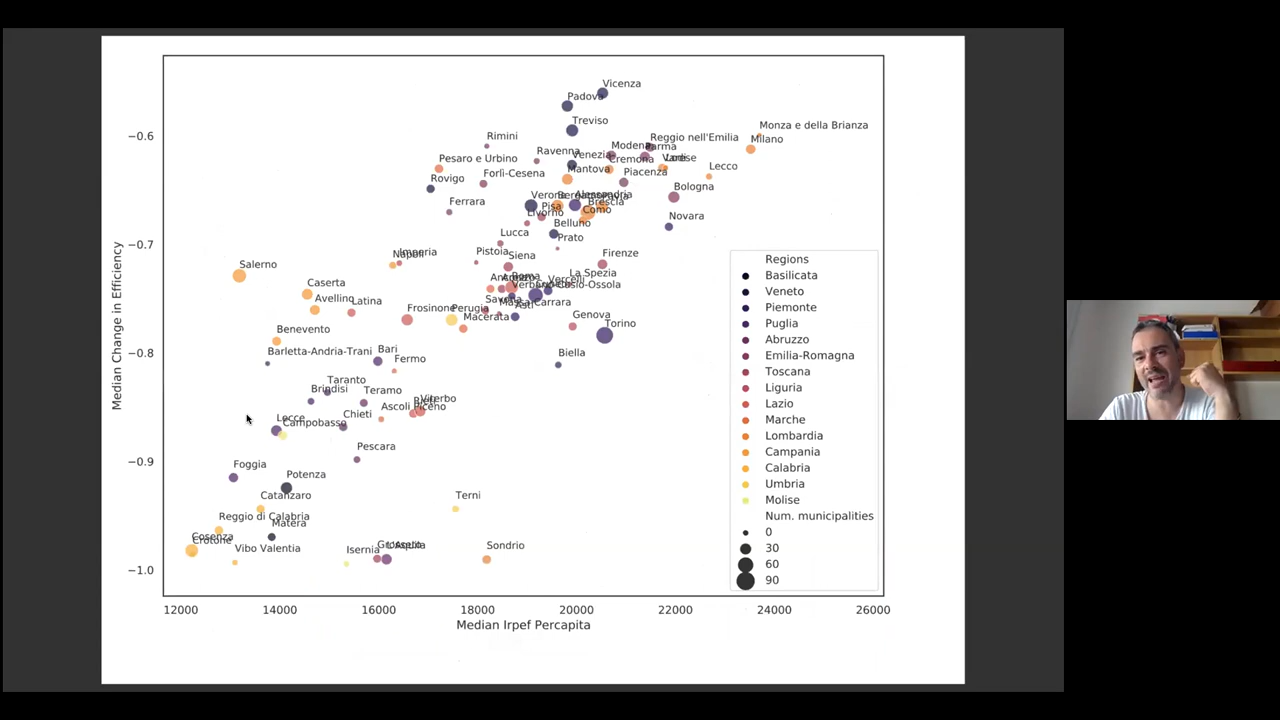 Vicenza
Padova
Treviso
Monza e della Brianza
−0.6
Rimini
Reggio nell'Emilia
Milano
Modena
Parma
Ravenna
Venezia
Pesaro e Urbino
Cremona
Lodi
Varese
Mantova
Lecco
Forlì-Cesena
Piacenza
Rovigo
Bologna
Verona
Bergamo
Alessandria
Pavia
Ferrara
Pisa
Brescia
Livorno
Como
Novara
Belluno
Lucca
Prato
−0.7
Imperia
Napoli
Pistoia
Siena
Firenze
Salerno
La Spezia
Ancona
Arezzo
Roma
Vercelli
Caserta
Verbano-Cusio-Ossola
Avellino
Latina
Savona
Massa-Carrara
Frosinone
Perugia
Asti
Macerata
Genova
Torino
Benevento
−0.8
Barletta-Andria-Trani
Bari
Biella
Fermo
Taranto
Brindisi
Teramo
Rieti
Viterbo
Ascoli Piceno
Lecce
Chieti
Campobasso
Pescara
−0.9
Foggia
Potenza
Catanzaro
Terni
Reggio di Calabria
Matera
Cosenza
Crotone
Vibo Valentia
Isernia
Grosseto
L'Aquila
Sondrio
−1.0
Median Change in Efficiency
12000 14000 16000 18000 20000 22000 24000 26000
Median Irpef Percapita
Regions
Basilicata
Veneto
Piemonte
Puglia
Abruzzo
Emilia-Romagna
Toscana
Liguria
Lazio
Marche
Lombardia
Campania
Calabria
Umbria
Molise
Num. municipalities
0
30
60
90